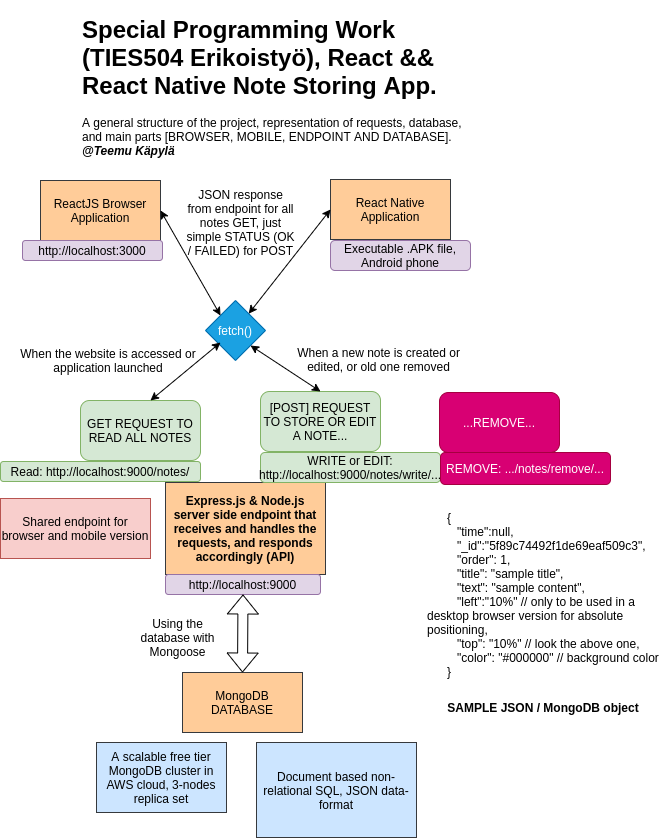 Special Programming Work
(TIES504 Erikoistyö), React &&
React Native Note Storing App.
A general structure of the project, representation of requests, database,
and main parts [BROWSER, MOBILE, ENDPOINT AND DATABASE].
@Teemu Käpylä
ReactJS Browser
Application
http://localhost:3000
JSON response
from endpoint for all
notes GET, just
simple STATUS (OK
/ FAILED) for POST
React Native
Application
Executable .APK file,
Android phone
fetch()
When the website is accessed or
application launched
When a new note is created or
edited, or old one removed
GET REQUEST TO
READ ALL NOTES
Read: http://localhost:9000/notes/
[POST] REQUEST
TO STORE OR EDIT
A NOTE...
WRITE or EDIT:
http://localhost:9000/notes/write/...
...REMOVE...
REMOVE: .../notes/remove/...
Shared endpoint for
browser and mobile version
Express.js & Node.js
server side endpoint that
receives and handles the
requests, and responds
accordingly (API)
http://localhost:9000
Using the
database with
Mongoose
MongoDB
DATABASE
A scalable free tier
MongoDB cluster in
AWS cloud, 3-nodes
replica set
Document based non-
relational SQL, JSON data-
format
{
"time":null,
"_id":"5f89c74492f1de69eaf509c3",
"order": 1,
"title": "sample title",
"text": "sample content",
"left":"10%" // only to be used in a
desktop browser version for absolute
positioning,
"top": "10%" // look the above one,
"color": "#000000" // background color
}
SAMPLE JSON / MongoDB object